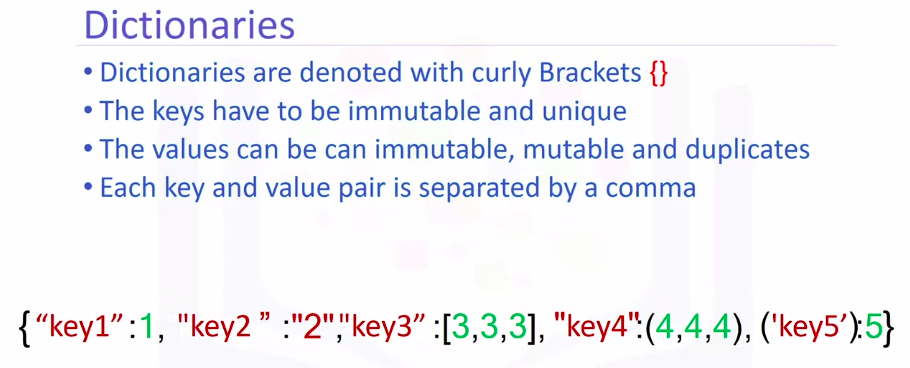 Dictionaries
• Dictionaries are denoted with curly Brackets {}
• The keys have to be immutable and unique
• The values can be can immutable, mutable and duplicates
• Each key and value pair is separated by a comma
{“key1” :1, "key2 ” :"2","key3” :[3,3,3], "key4":(4,4,4), ('key5’):5}